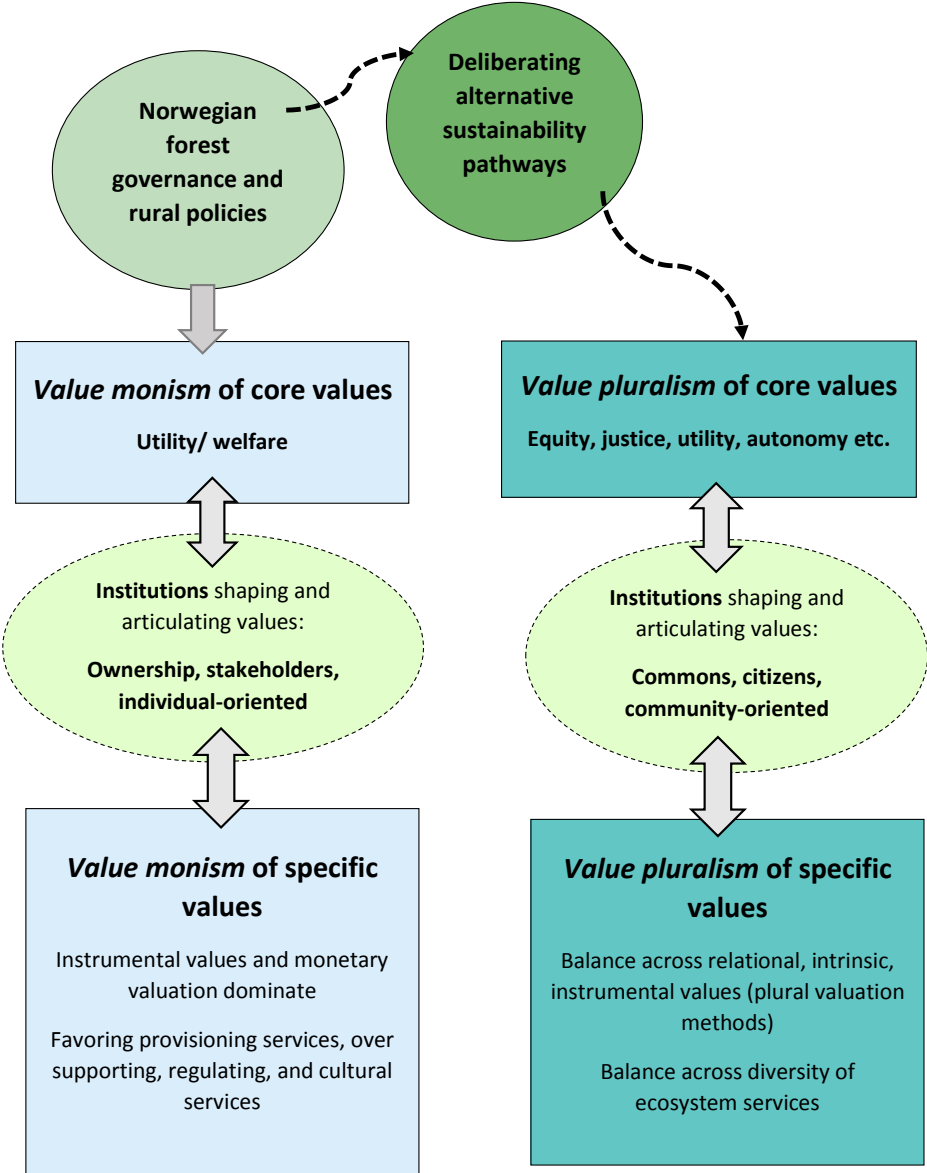 Norwegian
forest
governance and
rural policies
Deliberating
alternative
sustainability
pathways
Value monism of core values
Utility/ welfare
Institutions shaping and
articulating values:
Ownership, stakeholders,
individual-oriented
Value monism of specific
values
Instrumental values and monetary
valuation dominate
Favoring provisioning services, over
supporting, regulating, and cultural
services
Value pluralism of core values
Equity, justice, utility, autonomy etc.
Institutions shaping and
articulating values:
Commons, citizens,
community-oriented
Value pluralism of specific
values
Balance across relational, intrinsic,
instrumental values (plural valuation
methods)
Balance across diversity of
ecosystem services